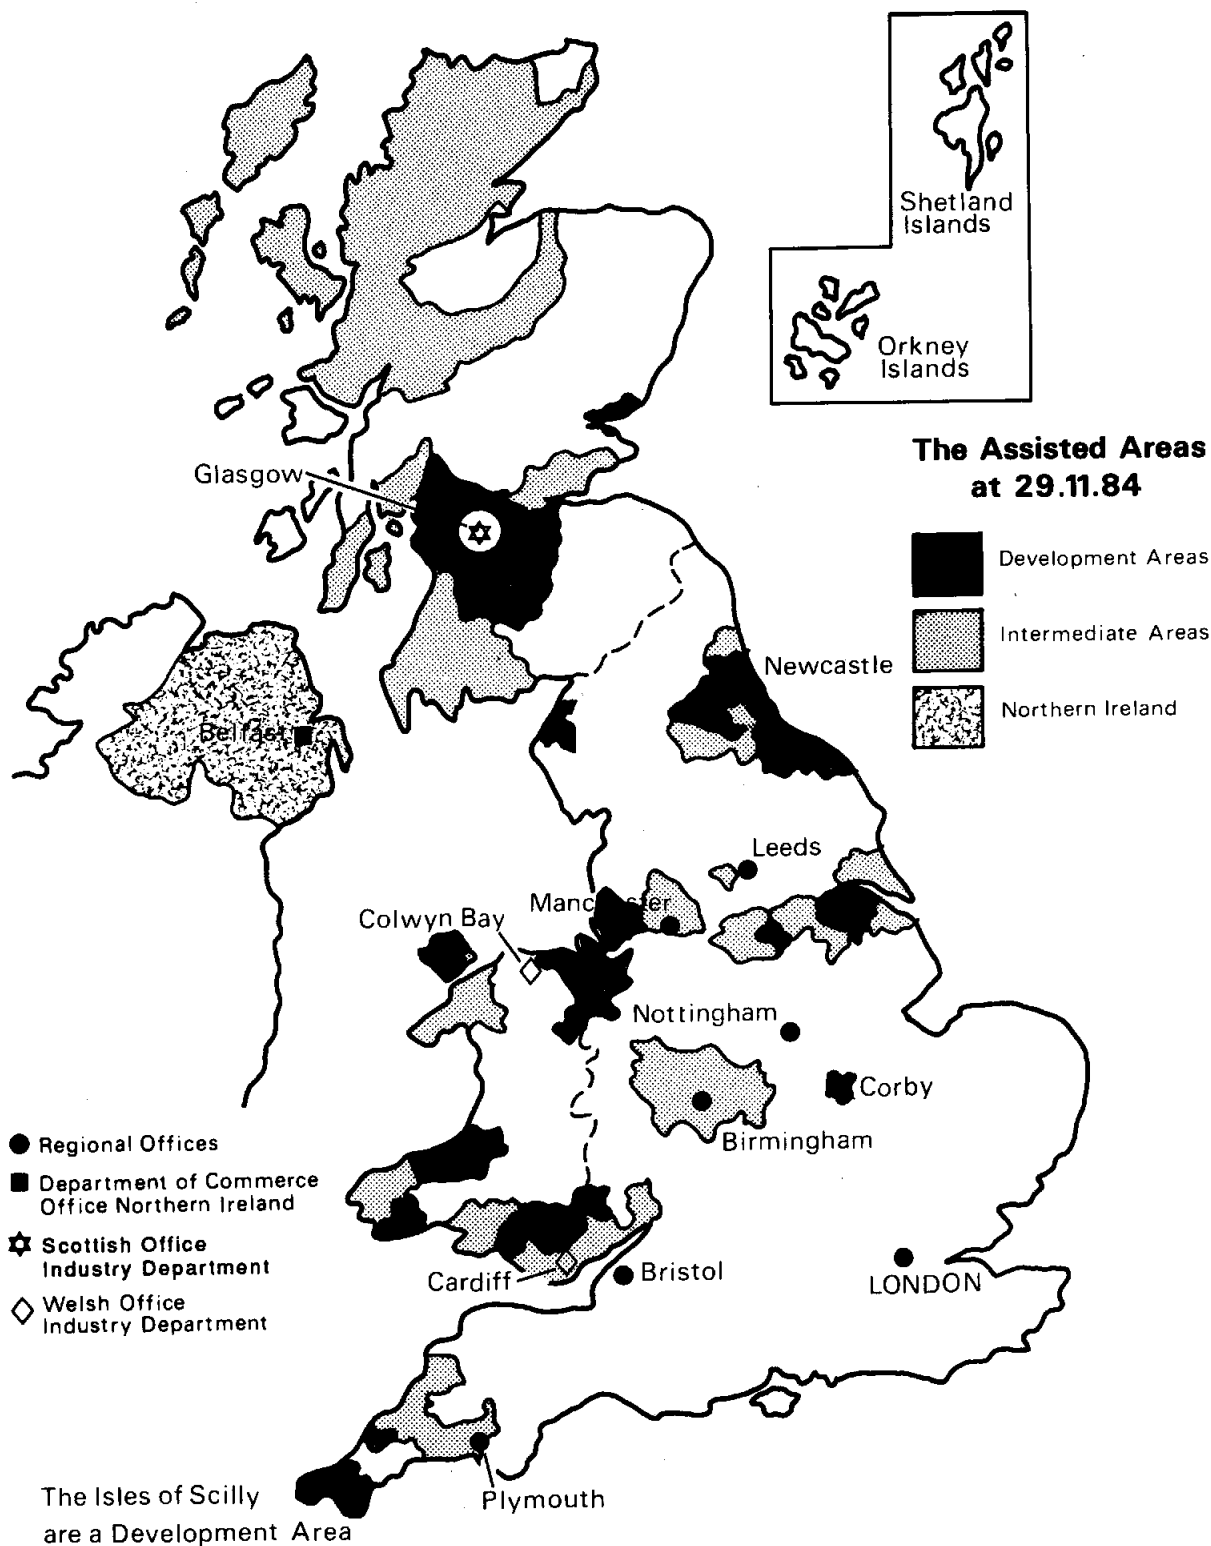 Shetland
Islands
Orkney
Islands
The Assisted Areas
at 29.11.84
Development Areas
Intermediate Areas
Northern Ireland
Glasgow
Newcastle
Belfast
Leeds
Manchester
Colwyn Bay
Nottingham
Corby
Birmingham
Regional Offices
Department of Commerce
Office Northern Ireland
Scottish Office
Industry Department
Welsh Office
Industry Department
Cardiff
Bristol
LONDON
Plymouth
The Isles of Scilly
are a Development Area